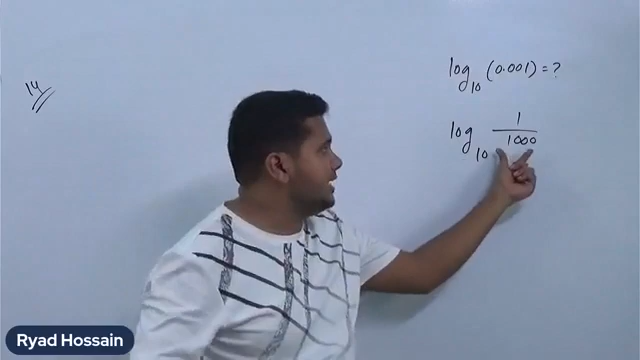 14
log₁₀ (0.001) = ?
log₁₀ 1/1000
Ryad Hossain